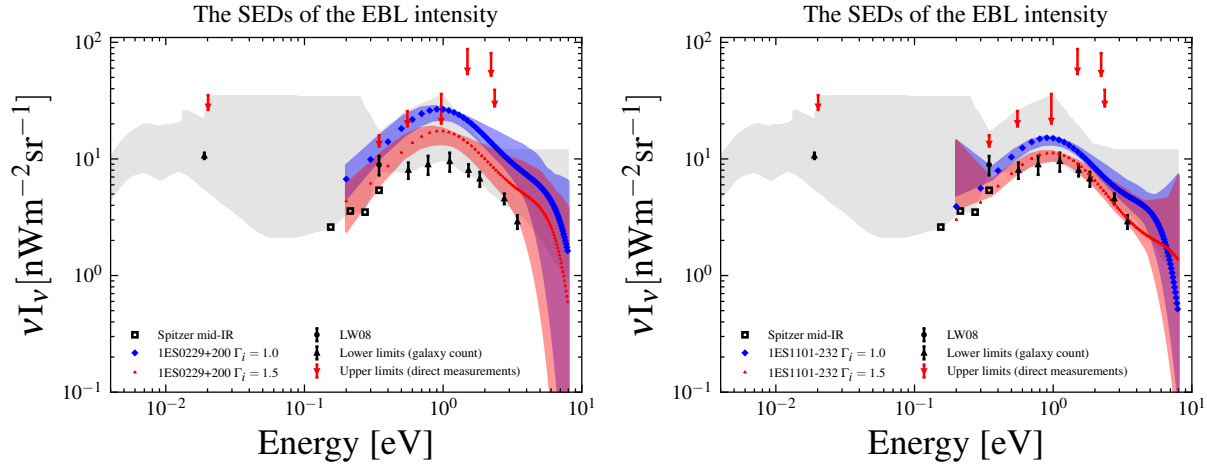 The SEDs of the EBL intensity
10^2
10^1
10^0
10^{-1}
νI_ν [nWm^{-2}sr^{-1}]
Spitzer mid-IR
1ES0229+200 Γ_i = 1.0
1ES0229+200 Γ_i = 1.5
LW08
Lower limits (galaxy count)
Upper limits (direct measurements)
10^{-2} 10^{-1} 10^0 10^1
Energy [eV]
The SEDs of the EBL intensity
10^2
10^1
10^0
10^{-1}
νI_ν [nWm^{-2}sr^{-1}]
Spitzer mid-IR
1ES1101-232 Γ_i = 1.0
1ES1101-232 Γ_i = 1.5
LW08
Lower limits (galaxy count)
Upper limits (direct measurements)
10^{-2} 10^{-1} 10^0 10^1
Energy [eV]